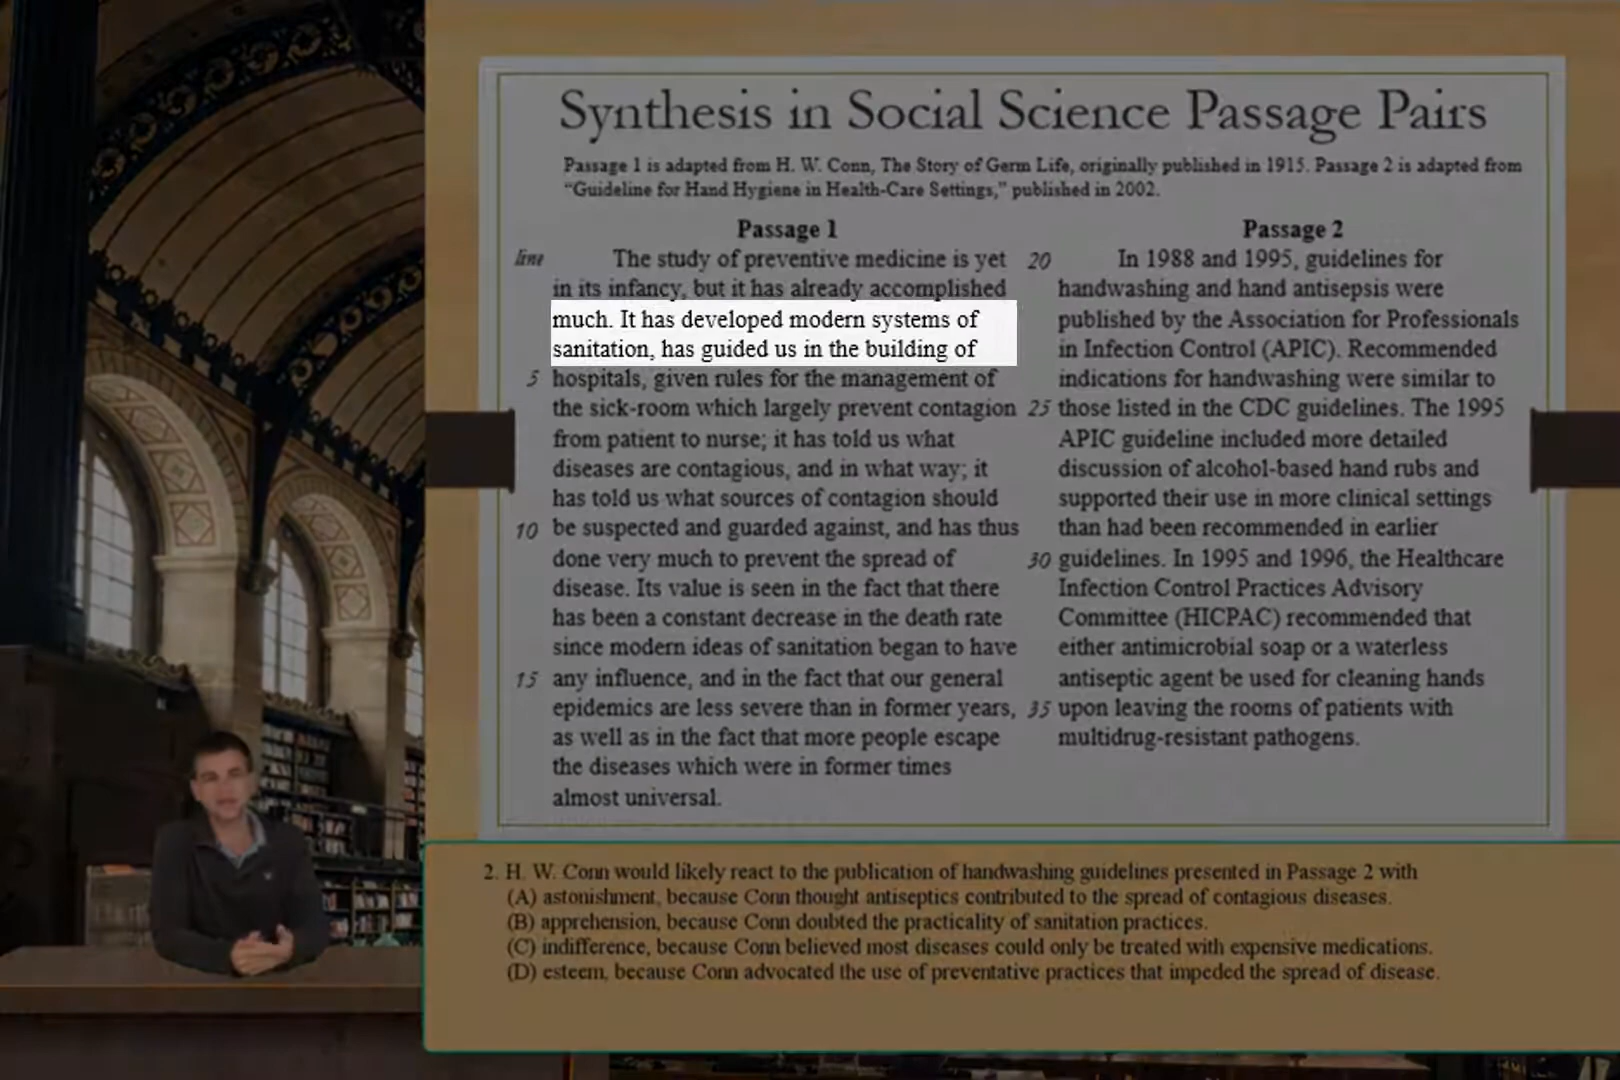 Synthesis in Social Science Passage Pairs
Passage 1 is adapted from H. W. Conn, The Story of Germ Life, originally published in 1915. Passage 2 is adapted from
“Guideline for Hand Hygiene in Health-Care Settings,” published in 2002.
Passage 1
line The study of preventive medicine is yet
in its infancy, but it has already accomplished
much. It has developed modern systems of
sanitation, has guided us in the building of
5 hospitals, given rules for the management of
the sick-room which largely prevent contagion
from patient to nurse; it has told us what
diseases are contagious, and in what way; it
has told us what sources of contagion should
10 be suspected and guarded against, and has thus
done very much to prevent the spread of
disease. Its value is seen in the fact that there
has been a constant decrease in the death rate
since modern ideas of sanitation began to have
15 any influence, and in the fact that our general
epidemics are less severe than in former years,
as well as in the fact that more people escape
the diseases which were in former times
almost universal.
Passage 2
20 In 1988 and 1995, guidelines for
handwashing and hand antisepsis were
published by the Association for Professionals
in Infection Control (APIC). Recommended
indications for handwashing were similar to
25 those listed in the CDC guidelines. The 1995
APIC guideline included more detailed
discussion of alcohol-based hand rubs and
supported their use in more clinical settings
than had been recommended in earlier
30 guidelines. In 1995 and 1996, the Healthcare
Infection Control Practices Advisory
Committee (HICPAC) recommended that
either antimicrobial soap or a waterless
antiseptic agent be used for cleaning hands
35 upon leaving the rooms of patients with
multidrug-resistant pathogens.
2. H. W. Conn would likely react to the publication of handwashing guidelines presented in Passage 2 with
(A) astonishment, because Conn thought antiseptics contributed to the spread of contagious diseases.
(B) apprehension, because Conn doubted the practicality of sanitation practices.
(C) indifference, because Conn believed most diseases could only be treated with expensive medications.
(D) esteem, because Conn advocated the use of preventative practices that impeded the spread of disease.